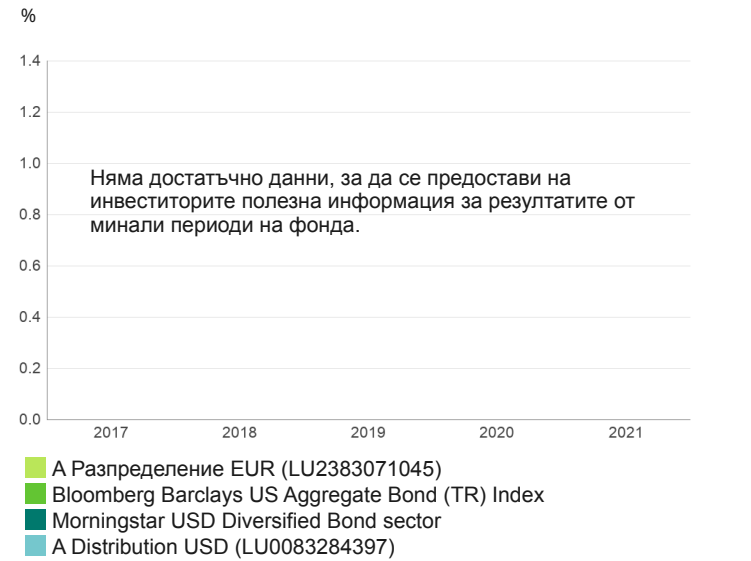 %
1.4
1.2
1.0
Няма достатъчно данни, за да се предостави на
инвеститорите полезна информация за резултатите от
0.8
минали периоди на фонда.
0.6
0.4
0.2
0.0
2017 2018 2019 2020 2021
А Разпределение EUR (LU2383071045)
Bloomberg Barclays US Aggregate Bond (TR) Index
Morningstar USD Diversified Bond sector
A Distribution USD (LU0083284397)